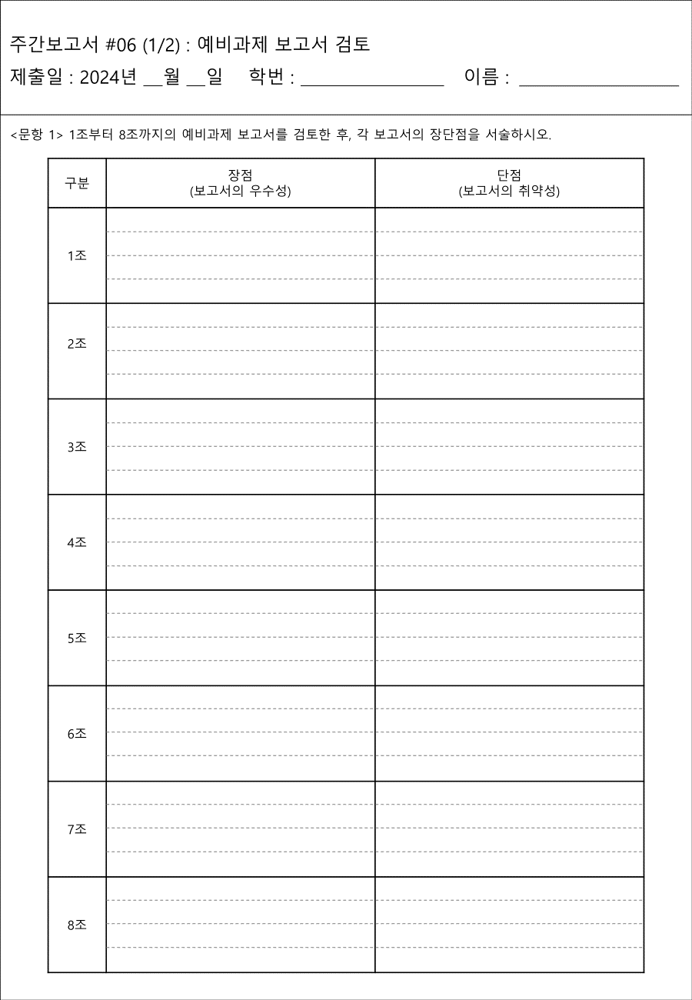 주간보고서 #06 (1/2) : 예비과제 보고서 검토
제출일 : 2024년 __월 __일 학번 : ______________ 이름 : ________________
<문항 1> 1조부터 8조까지의 예비과제 보고서를 검토한 후, 각 보고서의 장단점을 서술하시오.
구분
장점
(보고서의 우수성)
단점
(보고서의 취약성)
1조
2조
3조
4조
5조
6조
7조
8조